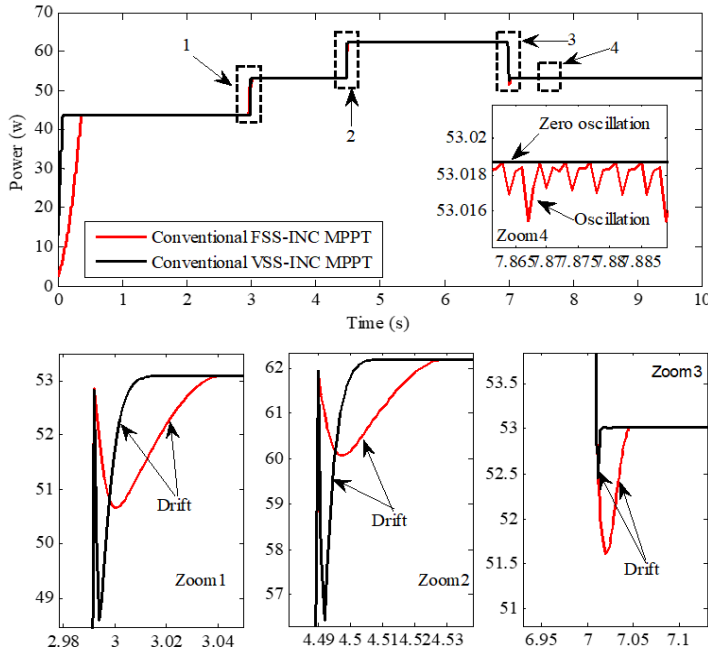 70
60
50
40
30
20
10
0
Power (w)
1
2
3
4
53.02
53.018
53.016
Zero oscillation
Oscillation
Zoom4
7.865 7.87 7.875 7.88 7.885
Conventional FSS-INC MPPT
Conventional VSS-INC MPPT
0 1 2 3 4 5 6 7 8 9 10
Time (s)
53
52
51
50
49
Drift
Zoom1
2.98 3 3.02 3.04
62
61
60
59
58
57
Drift
Zoom2
4.49 4.5 4.51 4.52 4.53
Zoom3
53.5
53
52.5
52
51.5
51
Drift
6.95 7 7.05 7.1